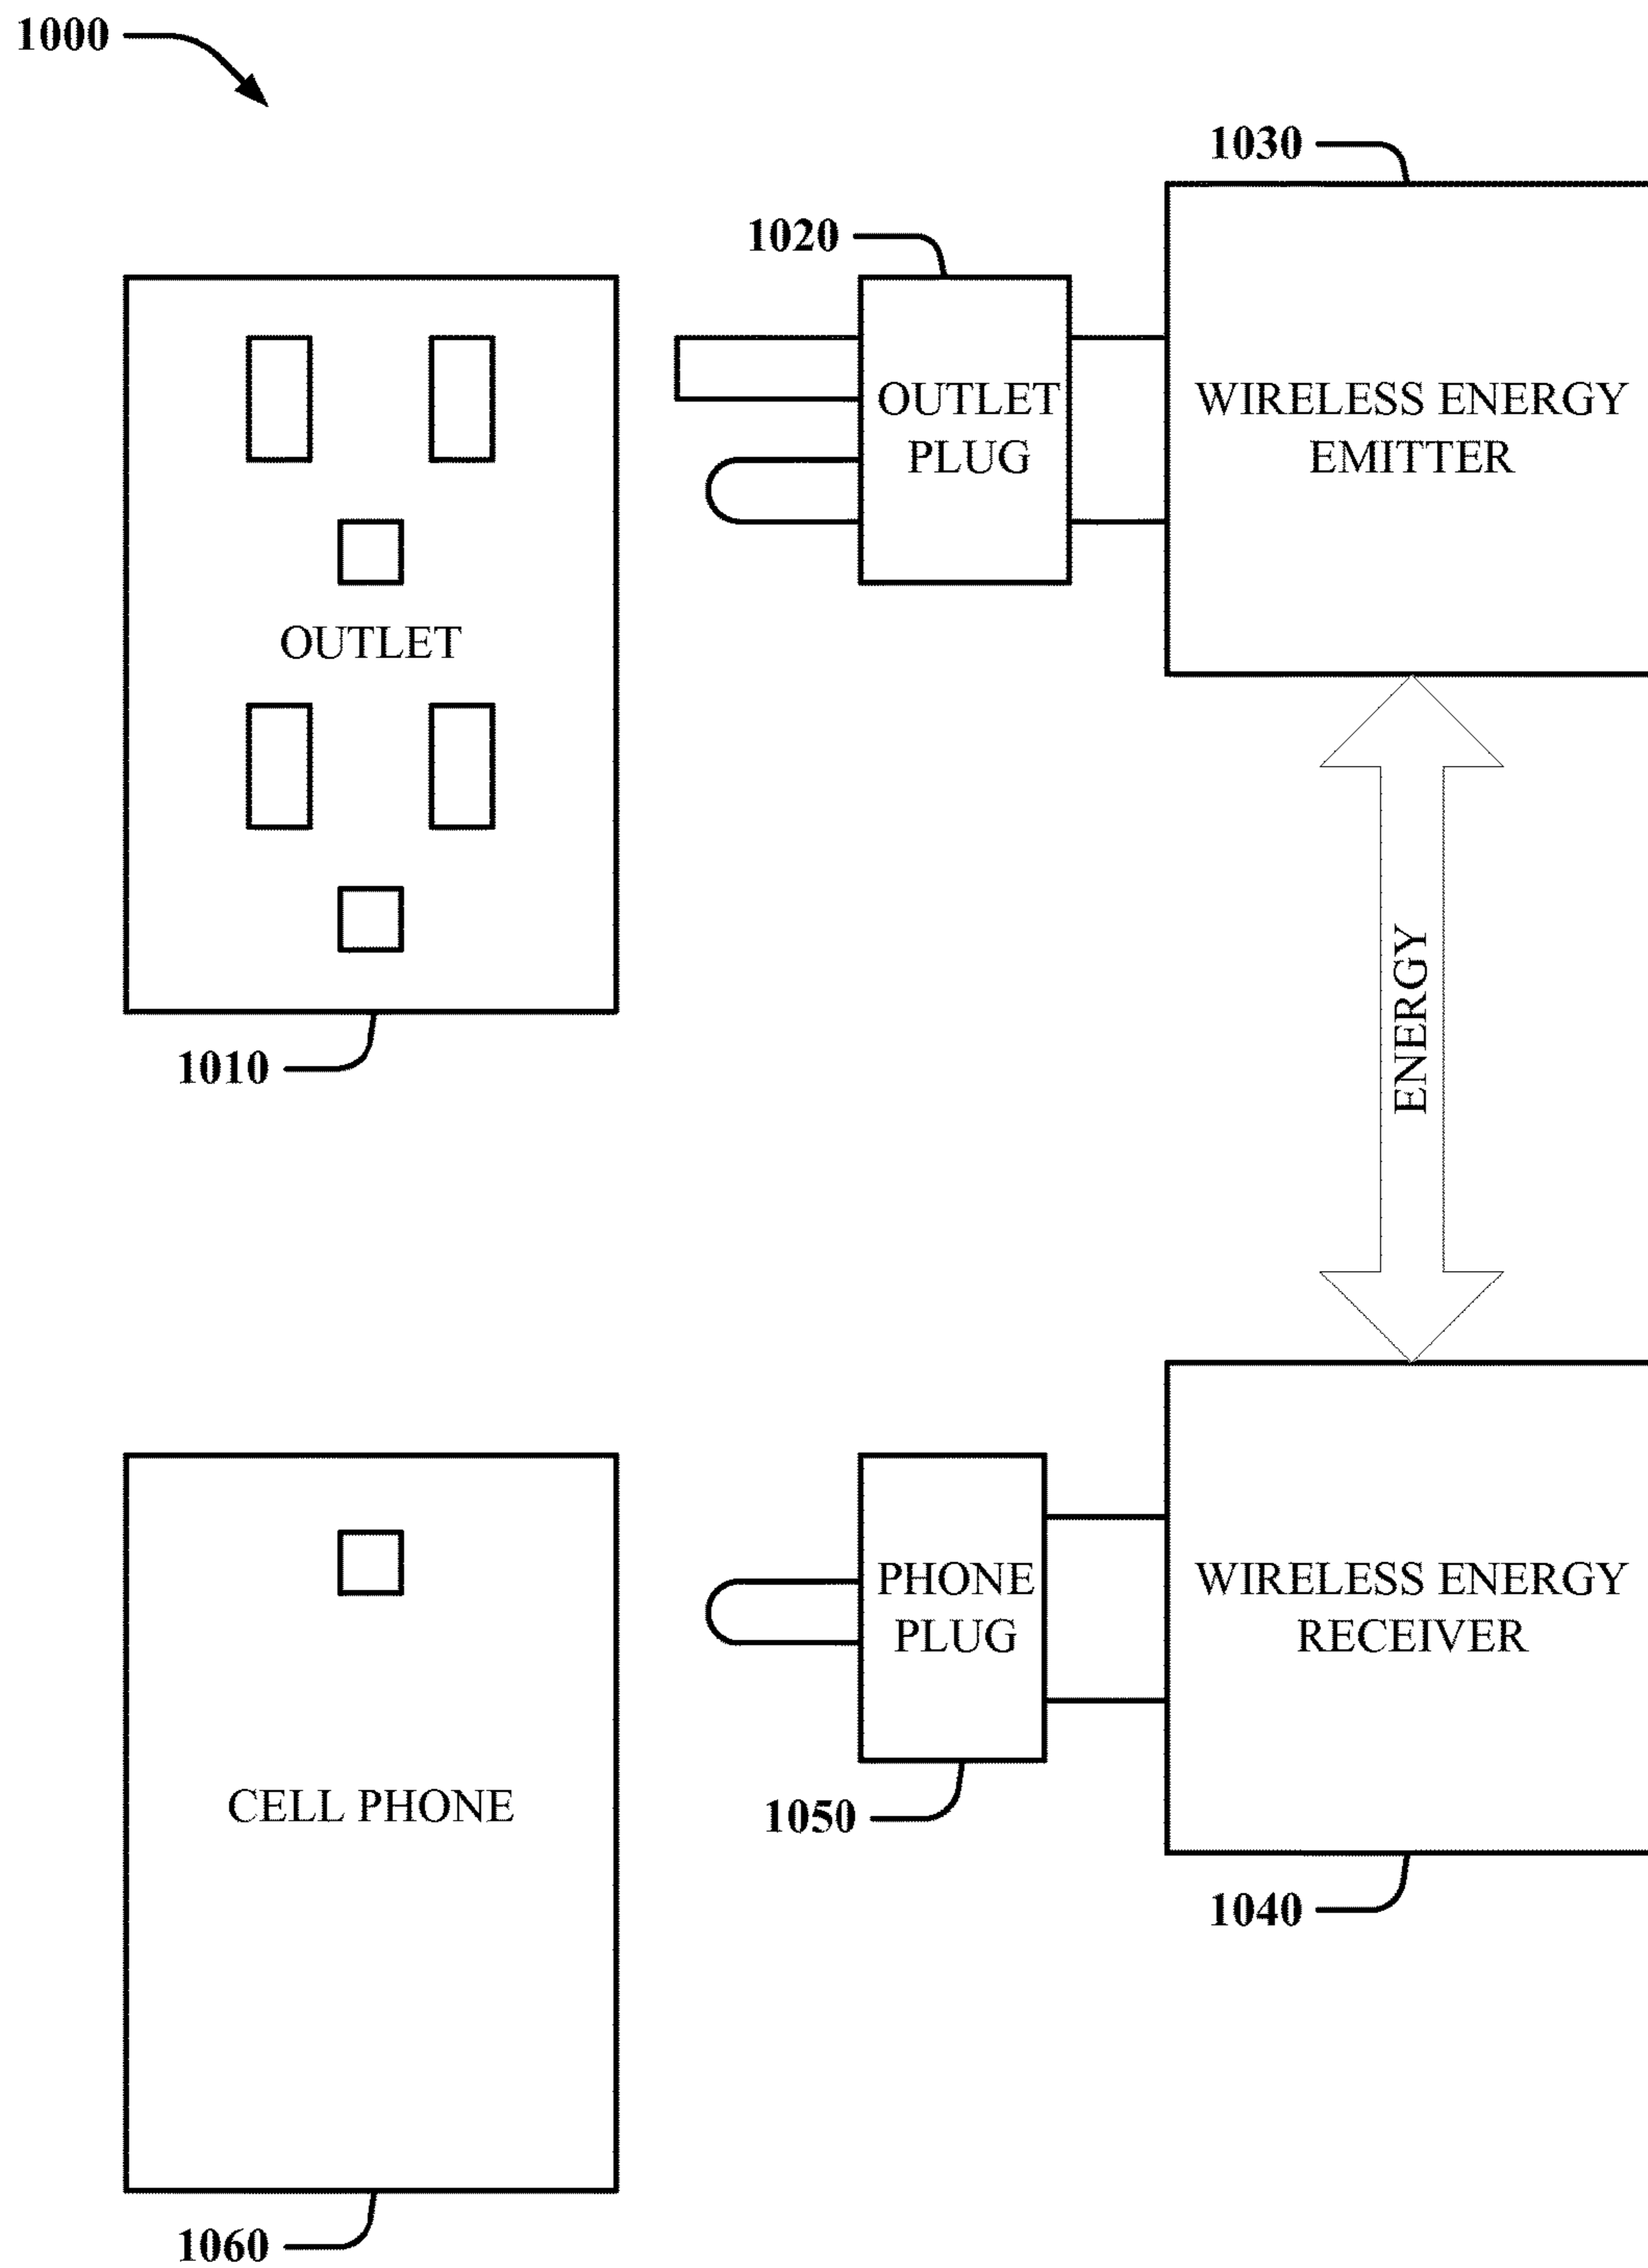 1000
1030
1020
OUTLET
PLUG
WIRELESS ENERGY
EMITTER
OUTLET
1010
ENERGY
PHONE
PLUG
WIRELESS ENERGY
RECEIVER
CELL PHONE
1050
1040
1060